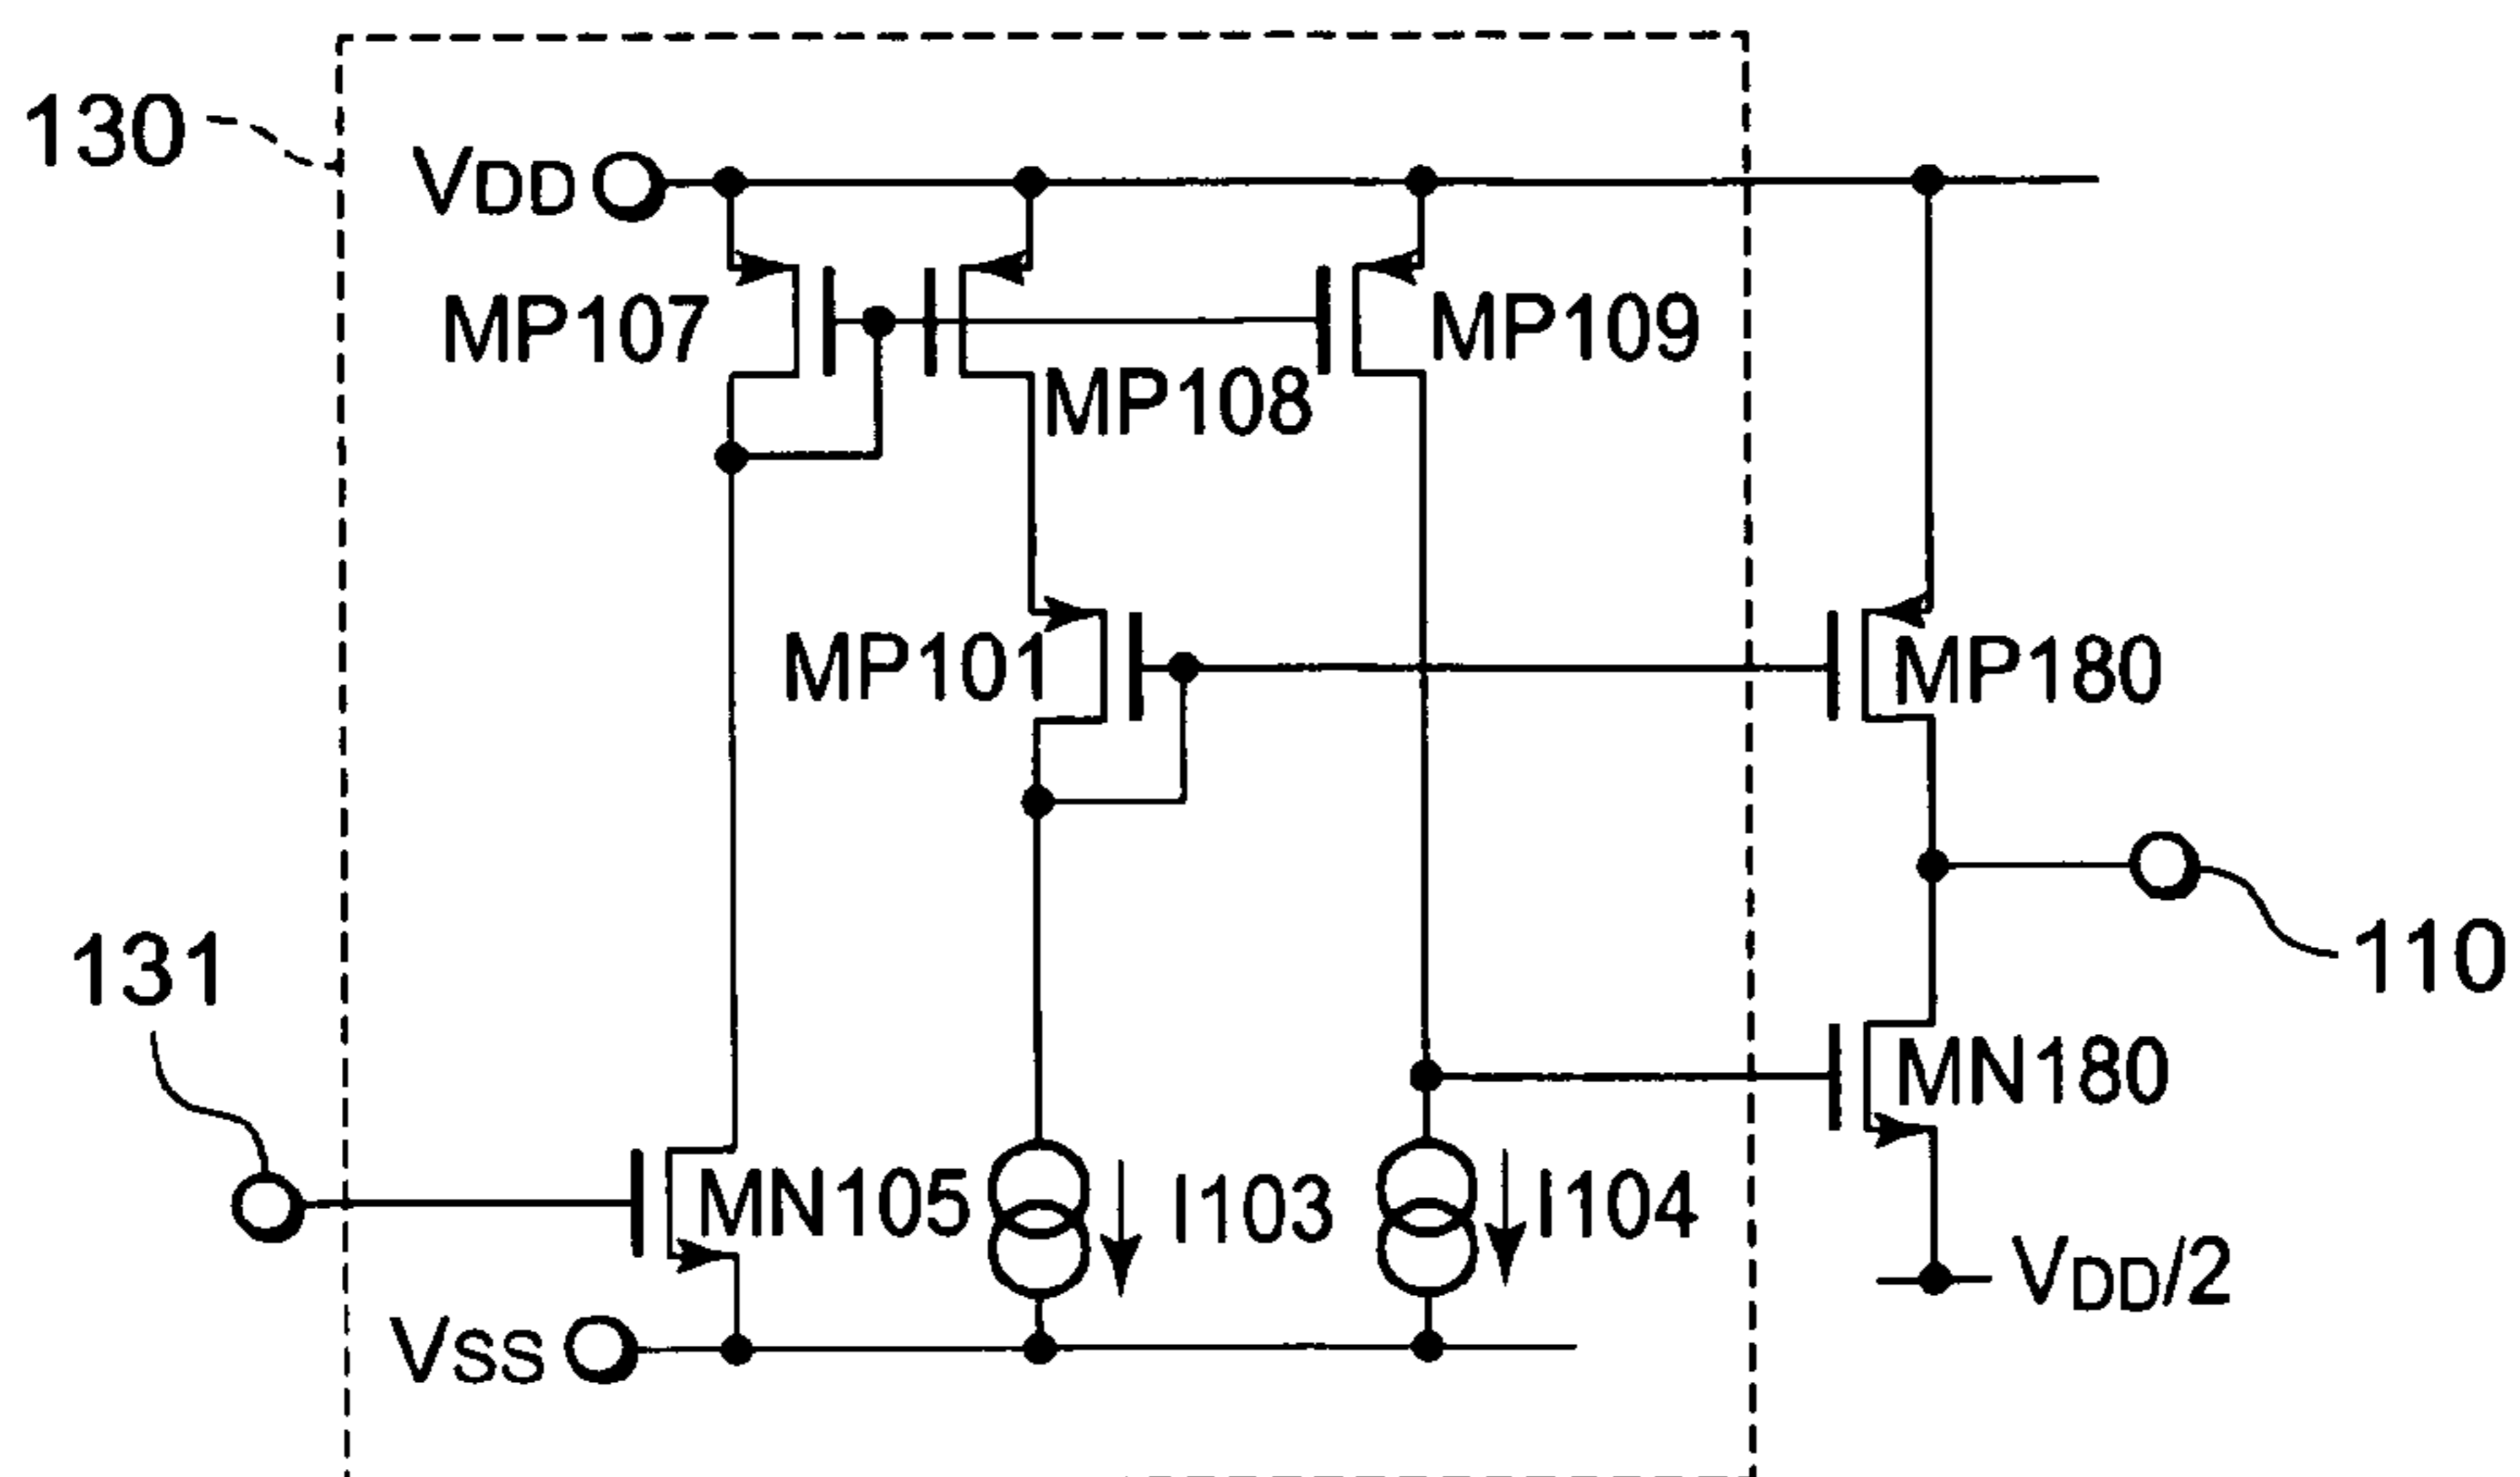 130
VDD
MP107
MP109
MP108
MP101
MP180
131
110
MN180
MN105
I103
I104
VDD/2
VSS